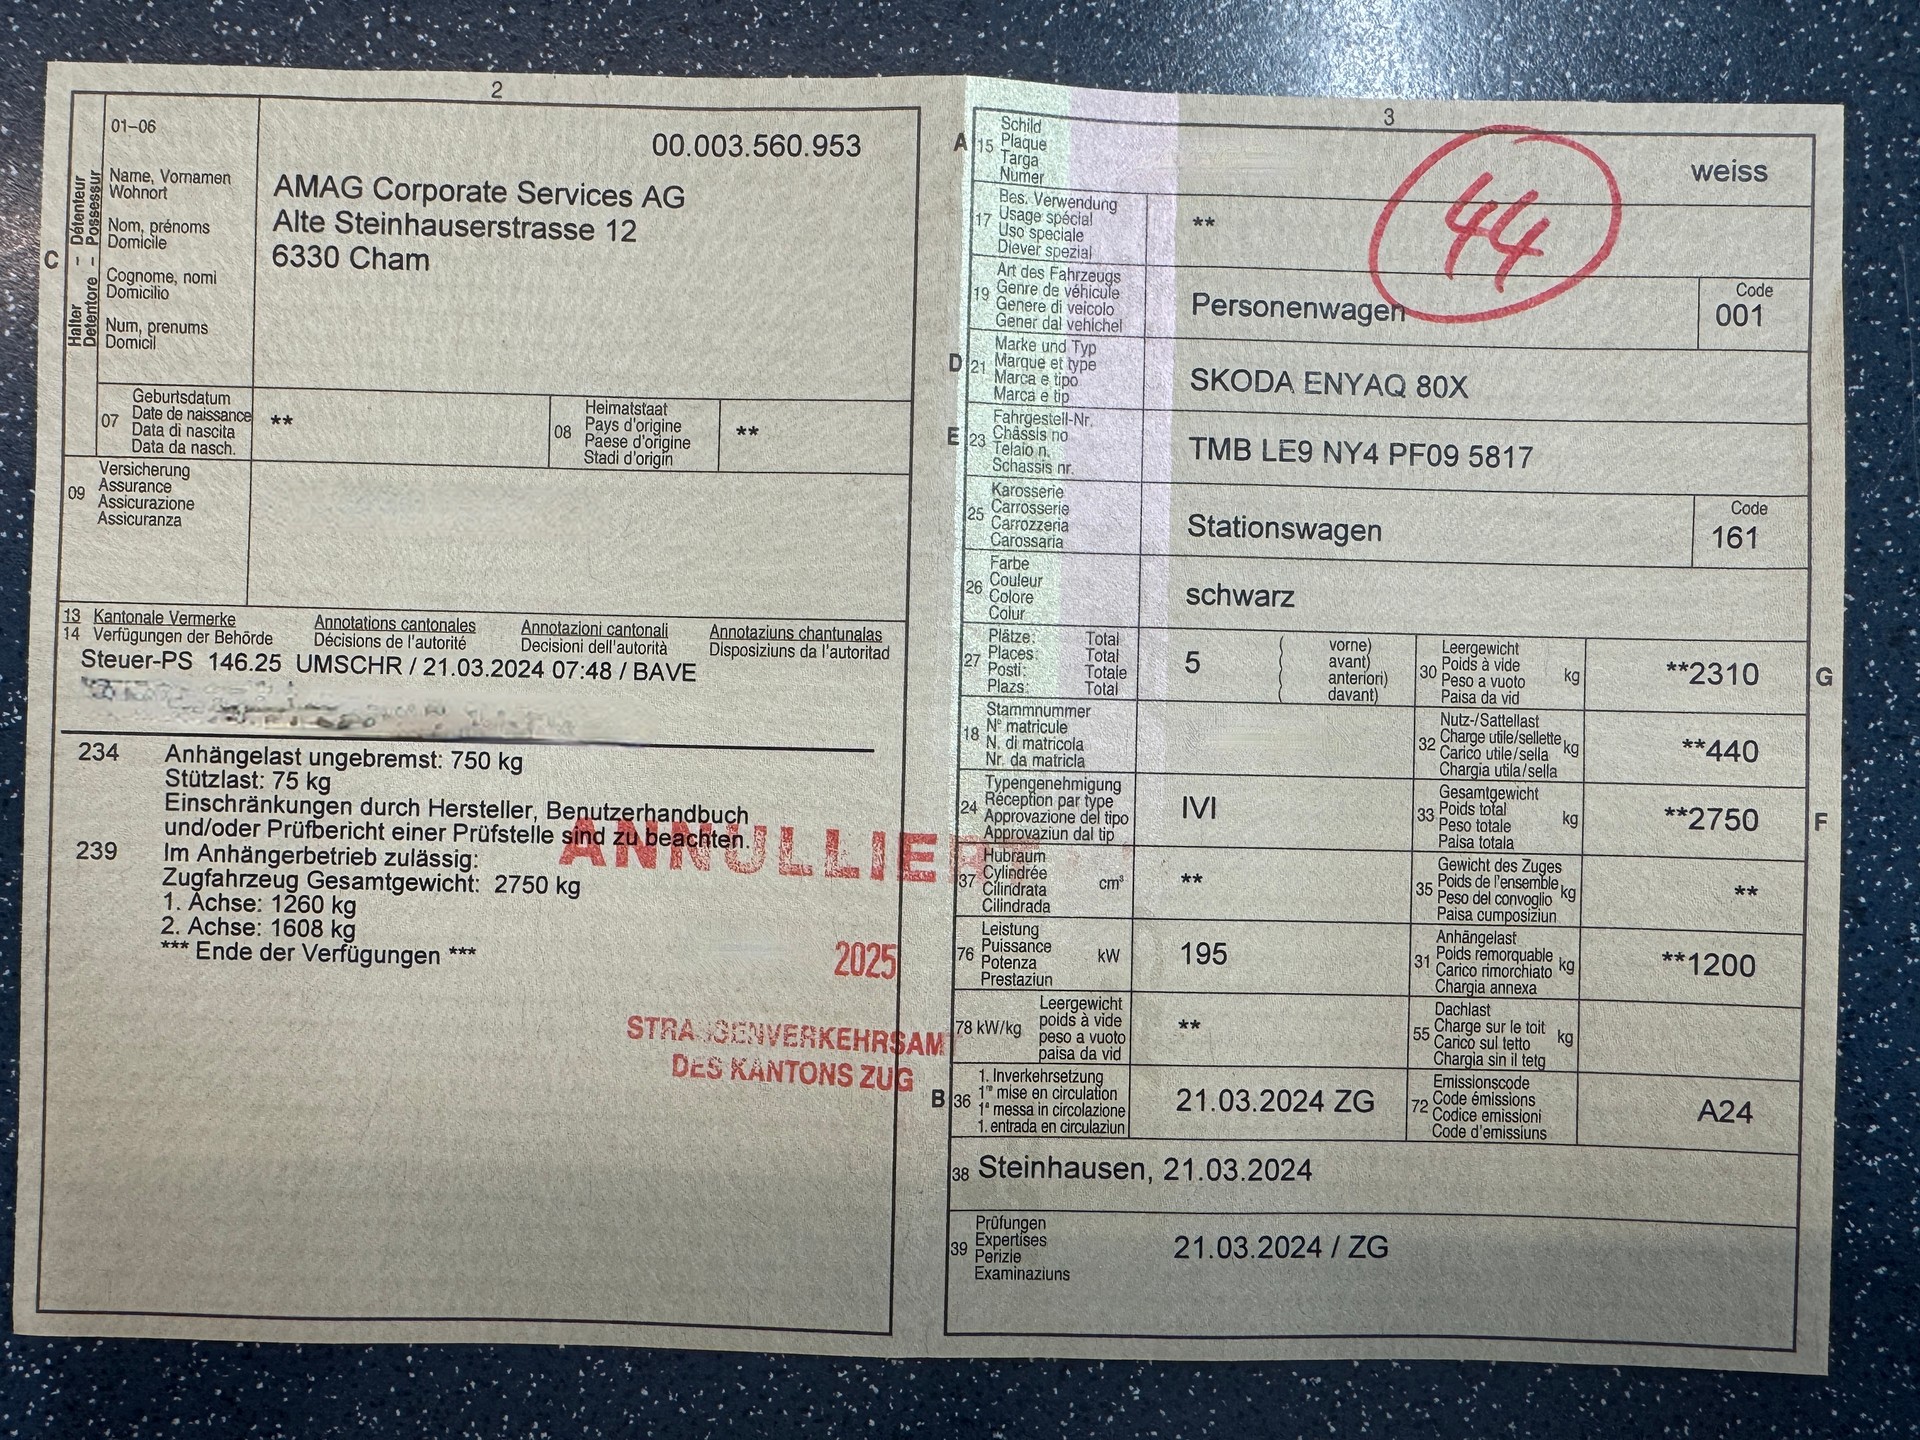 2
01-06
00.003.560.953
C
Halter - Détenteur
Detentore - Possessur
Name, Vornamen
Wohnort
Nom, prénoms
Domicile
Cognome, nomi
Domicilio
Num, prenums
Domicil
AMAG Corporate Services AG
Alte Steinhauserstrasse 12
6330 Cham
07
Geburtsdatum
Date de naissance
Data di nascita
Data da nasch.
**
08
Heimatstaat
Pays d'origine
Paese d'origine
Stadi d'origin
**
09
Versicherung
Assurance
Assicurazione
Assicuranza
13 Kantonale Vermerke Annotations cantonales Annotazioni cantonali Annotaziuns chantunalas
14 Verfügungen der Behörde Décisions de l'autorité Decisioni dell'autorità Disposiziuns da l'autoritad
Steuer-PS 146.25 UMSCHR / 21.03.2024 07:48 / BAVE
234 Anhängelast ungebremst: 750 kg
Stützlast: 75 kg
Einschränkungen durch Hersteller, Benutzerhandbuch
und/oder Prüfbericht einer Prüfstelle sind zu beachten.
239 Im Anhängerbetrieb zulässig:
Zugfahrzeug Gesamtgewicht: 2750 kg
1. Achse: 1260 kg
2. Achse: 1608 kg
*** Ende der Verfügungen ***
ANNULLIERT
2025
STRASSENVERKEHRSAM
DES KANTONS ZUG
3
A
15
Schild
Plaque
Targa
Numer
weiss
44
17
Bes. Verwendung
Usage spécial
Uso speciale
Diever spezial
**
19
Art des Fahrzeugs
Genre de véhicule
Genere di veicolo
Gener dal vehichel
Personenwagen
Code
001
D
21
Marke und Typ
Marque et type
Marca e tipo
Marca e tip
SKODA ENYAQ 80X
E
23
Fahrgestell-Nr.
Châssis no
Telaio n.
Schassis nr.
TMB LE9 NY4 PF09 5817
25
Karosserie
Carrosserie
Carrozzeria
Carossaria
Stationswagen
Code
161
26
Farbe
Couleur
Colore
Colur
schwarz
27
Plätze: Total
Places: Total
Posti: Totale
Plazs: Total
5
( vorne)
( avant)
( anteriori)
( davant)
30
Leergewicht
Poids à vide
Peso a vuoto
Paisa da vid
kg
**2310
G
18
Stammnummer
N° matricule
N. di matricola
Nr. da matricla
32
Nutz-/Sattellast
Charge utile/sellette
Carico utile/sella
Chargia utila/sella
kg
**440
24
Typengenehmigung
Réception par type
Approvazione del tipo
Approvaziun dal tip
IVI
33
Gesamtgewicht
Poids total
Peso totale
Paisa totala
kg
**2750
F
37
Hubraum
Cylindrée
Cilindrata
Cilindrada
cm³
**
35
Gewicht des Zuges
Poids de l'ensemble
Peso del convoglio
Paisa cumposiziun
kg
**
76
Leistung
Puissance
Potenza
Prestaziun
kW
195
31
Anhängelast
Poids remorquable
Carico rimorchiato
Chargia annexa
kg
**1200
78 kW/kg
Leergewicht
poids à vide
peso a vuoto
paisa da vid
**
55
Dachlast
Charge sur le toit
Carico sul tetto
Chargia sin il tetg
kg
B
36
1. Inverkehrsetzung
1re mise en circulation
1a messa in circolazione
1. entrada en circulaziun
21.03.2024 ZG
72
Emissionscode
Code émissions
Codice emissioni
Code d'emissiuns
A24
38 Steinhausen, 21.03.2024
39
Prüfungen
Expertises
Perizie
Examinaziuns
21.03.2024 / ZG